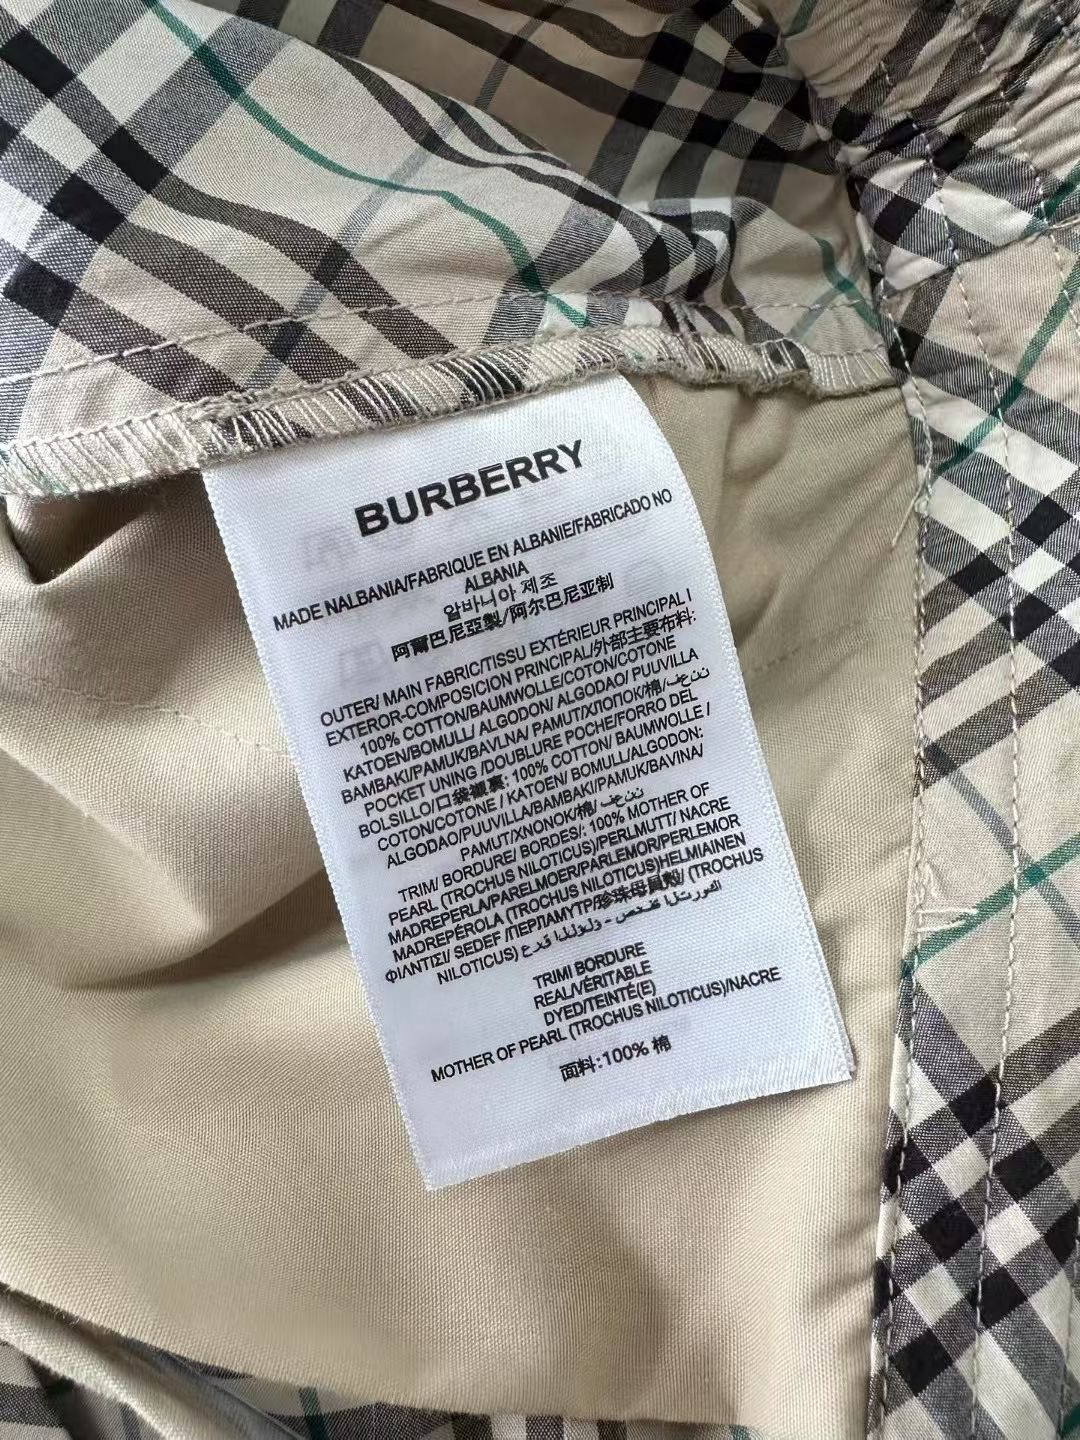 BURBERRY
MADE NALBANIA/FABRIQUE EN ALBANIE/FABRICADO NO
ALBANIA
알바니아 제조
阿爾巴尼亞製/阿尔巴尼亚制
OUTER/ MAIN FABRIC/TISSU EXTÉRIEUR PRINCIPAL I
EXTEROR-COMPOSICION PRINCIPAL/外部主要布料:
100% COTTON/BAUMWOLLE/COTON/COTONE
KATOEN/BOMULL/ ALGODON/ ALGODAO/ PUUVILLA
BAMBAKI/PAMUK/BAVLNA/ PAMUT/ХЛОПОК/棉/
POCKET UNING /DOUBLURE POCHE/FORRO DEL
BOLSILLO/口袋襯裏: 100% COTTON/ BAUMWOLLE /
COTON/COTONE / KATOEN/ BOMULL/ALGODON:
ALGODAO/PUUVILLA/BAMBAKI/PAMUK/BAVINA/
PAMUT/XNONOK/棉/
TRIM/ BORDURE/ BORDES/: 100% MOTHER OF
PEARL (TROCHUS NILOTICUS)/PERLMUTT/ NACRE
MADREPERLA/PARELMOER/PARLEMOR/PERLEMOR
MADREPÉROLA (TROCHUS NILOTICUS)HELMIAINEN
ΦΙΛΝΤΙΣΙ/ SEDEF /ПЕРЛАМУТР/珍珠母貝殼/ (TROCHUS
NILOTICUS)
TRIMI BORDURE
REAL/VÉRITABLE
DYED/TEINTÉ(E)
MOTHER OF PEARL (TROCHUS NILOTICUS)/NACRE
面料:100% 棉